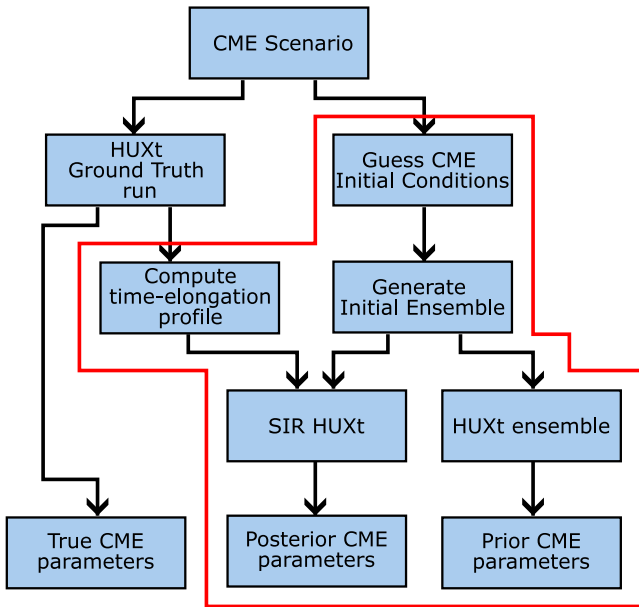 CME Scenario
HUXt
Ground Truth
run
Guess CME
Initial Conditions
Compute
time-elongation
profile
Generate
Initial Ensemble
SIR HUXt
HUXt ensemble
True CME
parameters
Posterior CME
parameters
Prior CME
parameters